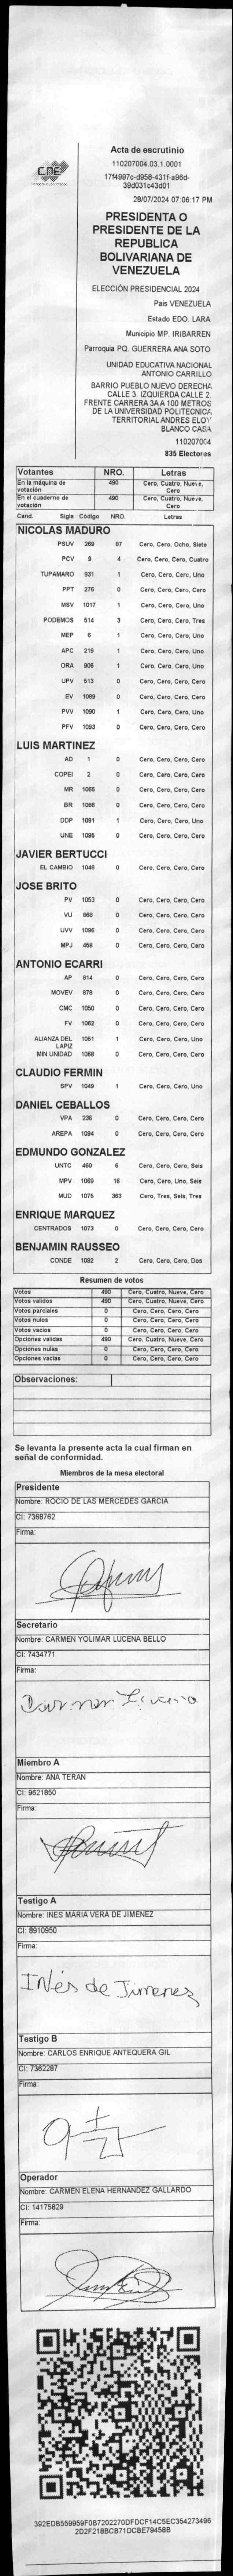 CNE
Acta de escrutinio
110207004.03.1.0001
17f4997c-d958-431f-a96d-
39d031c43d01
28/07/2024 07:06:17 PM
PRESIDENTA O
PRESIDENTE DE LA
REPUBLICA
BOLIVARIANA DE
VENEZUELA
ELECCIÓN PRESIDENCIAL 2024
Pais VENEZUELA
Estado EDO. LARA
Municipio MP. IRIBARREN
Parroquia PQ. GUERRERA ANA SOTO
UNIDAD EDUCATIVA NACIONAL
ANTONIO CARRILLO
BARRIO PUEBLO NUEVO DERECHA
CALLE 3. IZQUIERDA CALLE 2.
FRENTE CARRERA 3A A 100 METROS
DE LA UNIVERSIDAD POLITECNICA
TERRITORIAL ANDRES ELOY
BLANCO CASA
110207004
835 Electores
Votantes NRO. Letras
En la máquina de votación 490 Cero, Cuatro, Nueve, Cero
En el cuaderno de votación 490 Cero, Cuatro, Nueve, Cero
Cand. Sigla Código NRO. Letras
NICOLAS MADURO
PSUV 269 87 Cero, Cero, Ocho, Siete
PCV 5 4 Cero, Cero, Cero, Cuatro
TUPAMARO 931 1 Cero, Cero, Cero, Uno
PPT 276 0 Cero, Cero, Cero, Cero
MSV 1017 1 Cero, Cero, Cero, Uno
PODEMOS 514 3 Cero, Cero, Cero, Tres
MEP 6 1 Cero, Cero, Cero, Uno
APC 219 1 Cero, Cero, Cero, Uno
ORA 906 1 Cero, Cero, Cero, Uno
UPV 513 0 Cero, Cero, Cero, Cero
EV 1089 0 Cero, Cero, Cero, Cero
PVV 1090 1 Cero, Cero, Cero, Uno
PFV 1093 0 Cero, Cero, Cero, Cero
LUIS MARTINEZ
AD 1 0 Cero, Cero, Cero, Cero
COPEI 2 0 Cero, Cero, Cero, Cero
MR 1065 0 Cero, Cero, Cero, Cero
BR 1066 0 Cero, Cero, Cero, Cero
DDP 1091 1 Cero, Cero, Cero, Uno
UNE 1095 0 Cero, Cero, Cero, Cero
JAVIER BERTUCCI
EL CAMBIO 1048 0 Cero, Cero, Cero, Cero
JOSE BRITO
PV 1053 0 Cero, Cero, Cero, Cero
VU 868 0 Cero, Cero, Cero, Cero
UVV 1096 0 Cero, Cero, Cero, Cero
MPJ 458 0 Cero, Cero, Cero, Cero
ANTONIO ECARRI
AP 814 0 Cero, Cero, Cero, Cero
MOVEV 878 0 Cero, Cero, Cero, Cero
CMC 1050 0 Cero, Cero, Cero, Cero
FV 1062 0 Cero, Cero, Cero, Cero
ALIANZA DEL LAPIZ 1051 1 Cero, Cero, Cero, Uno
MIN UNIDAD 1068 0 Cero, Cero, Cero, Cero
CLAUDIO FERMIN
SPV 1049 1 Cero, Cero, Cero, Uno
DANIEL CEBALLOS
VPA 236 0 Cero, Cero, Cero, Cero
AREPA 1094 0 Cero, Cero, Cero, Cero
EDMUNDO GONZALEZ
UNTC 460 6 Cero, Cero, Cero, Seis
MPV 1069 16 Cero, Cero, Uno, Seis
MUD 1075 363 Cero, Tres, Seis, Tres
ENRIQUE MARQUEZ
CENTRADOS 1073 0 Cero, Cero, Cero, Cero
BENJAMIN RAUSSEO
CONDE 1092 2 Cero, Cero, Cero, Dos
Resumen de votos
Votos 490 Cero, Cuatro, Nueve, Cero
Votos validos 490 Cero, Cuatro, Nueve, Cero
Votos parciales 0 Cero, Cero, Cero, Cero
Votos nulos 0 Cero, Cero, Cero, Cero
Votos vacios 0 Cero, Cero, Cero, Cero
Opciones validas 490 Cero, Cuatro, Nueve, Cero
Opciones nulas 0 Cero, Cero, Cero, Cero
Opciones vacias 0 Cero, Cero, Cero, Cero
Observaciones:
Se levanta la presente acta la cual firman en
señal de conformidad.
Miembros de la mesa electoral
Presidente
Nombre: ROCIO DE LAS MERCEDES GARCIA
CI: 7368762
Firma:
Secretario
Nombre: CARMEN YOLIMAR LUCENA BELLO
CI: 7434771
Firma:
Miembro A
Nombre: ANA TERAN
CI: 9621850
Firma:
Testigo A
Nombre: INES MARIA VERA DE JIMENEZ
CI: 8910950
Firma:
INés de Jimenez
Testigo B
Nombre: CARLOS ENRIQUE ANTEQUERA GIL
CI: 7362287
Firma:
Operador
Nombre: CARMEN ELENA HERNANDEZ GALLARDO
CI: 14175829
Firma:
392EDB559959F0B7202270DFDCF14C5EC354273496
2D2F218BCB71DCBE79458B